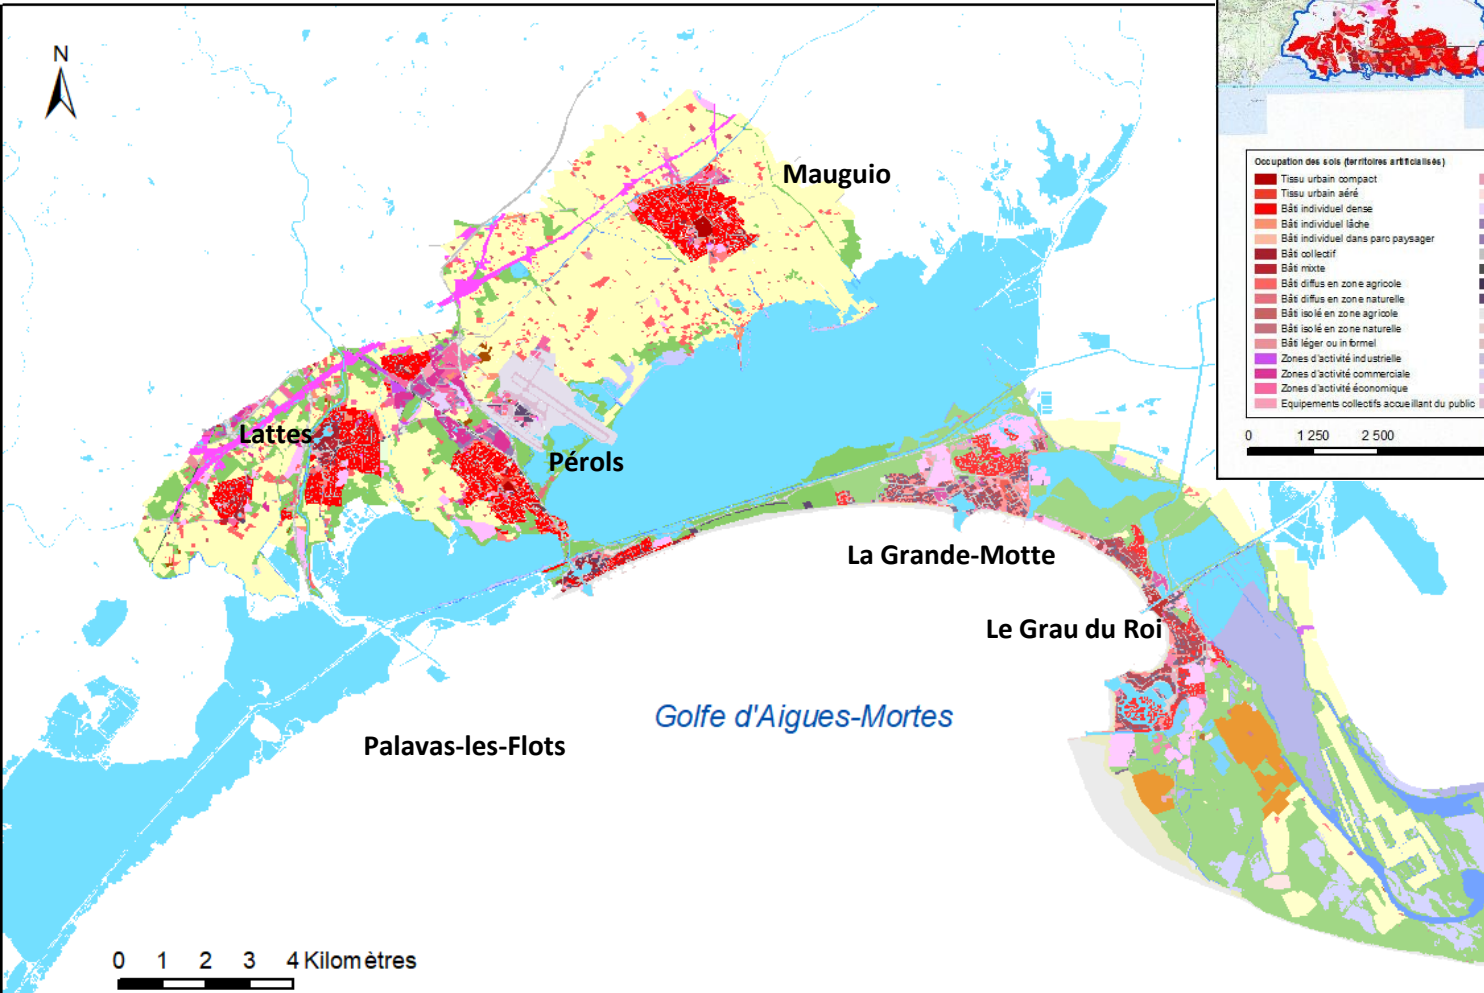 N
Mauguio
Lattes
Pérols
La Grande-Motte
Le Grau du Roi
Golfe d'Aigues-Mortes
Palavas-les-Flots
0 1 2 3 4 Kilomètres
Occupation des sols (territoires artificialisés)
Tissu urbain compact
Tissu urbain aéré
Bâti individuel dense
Bâti individuel lâche
Bâti individuel dans parc paysager
Bâti collectif
Bâti mixte
Bâti diffus en zone agricole
Bâti diffus en zone naturelle
Bâti isolé en zone agricole
Bâti isolé en zone naturelle
Bâti léger ou informel
Zones d'activité industrielle
Zones d'activité commerciale
Zones d'activité économique
Equipements collectifs accueillant du public
0 1 250 2 500